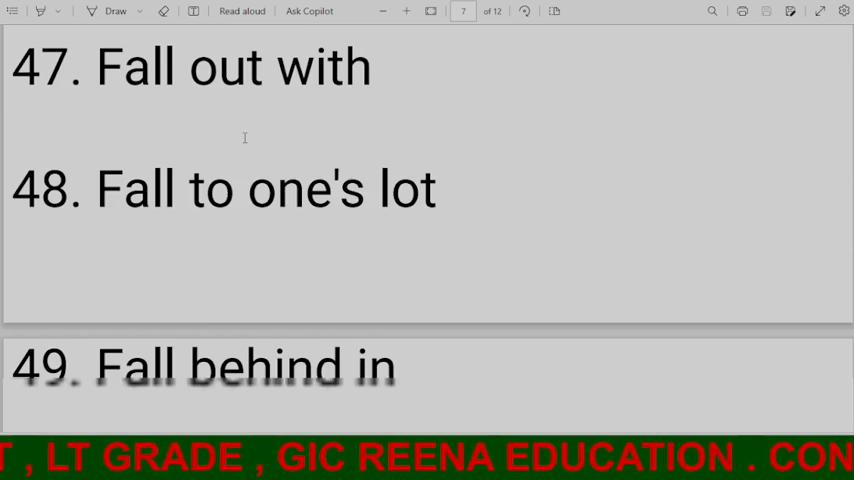 Draw
Read aloud
Ask Copilot
7
of 12
47. Fall out with
48. Fall to one's lot
49. Fall behind in
T , LT GRADE , GIC REENA EDUCATION . CON